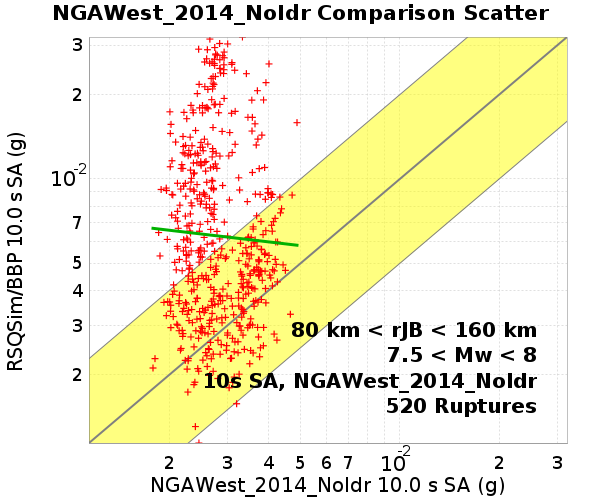 NGAWest_2014_NoIdr Comparison Scatter
3
2
10-2
7
5
4
3
2
RSQSim/BBP 10.0 s SA (g)
80 km < rJB < 160 km
7.5 < Mw < 8
10s SA, NGAWest_2014_NoIdr
520 Ruptures
2 3 4 5 6 7 10-2 2 3
NGAWest_2014_NoIdr 10.0 s SA (g)